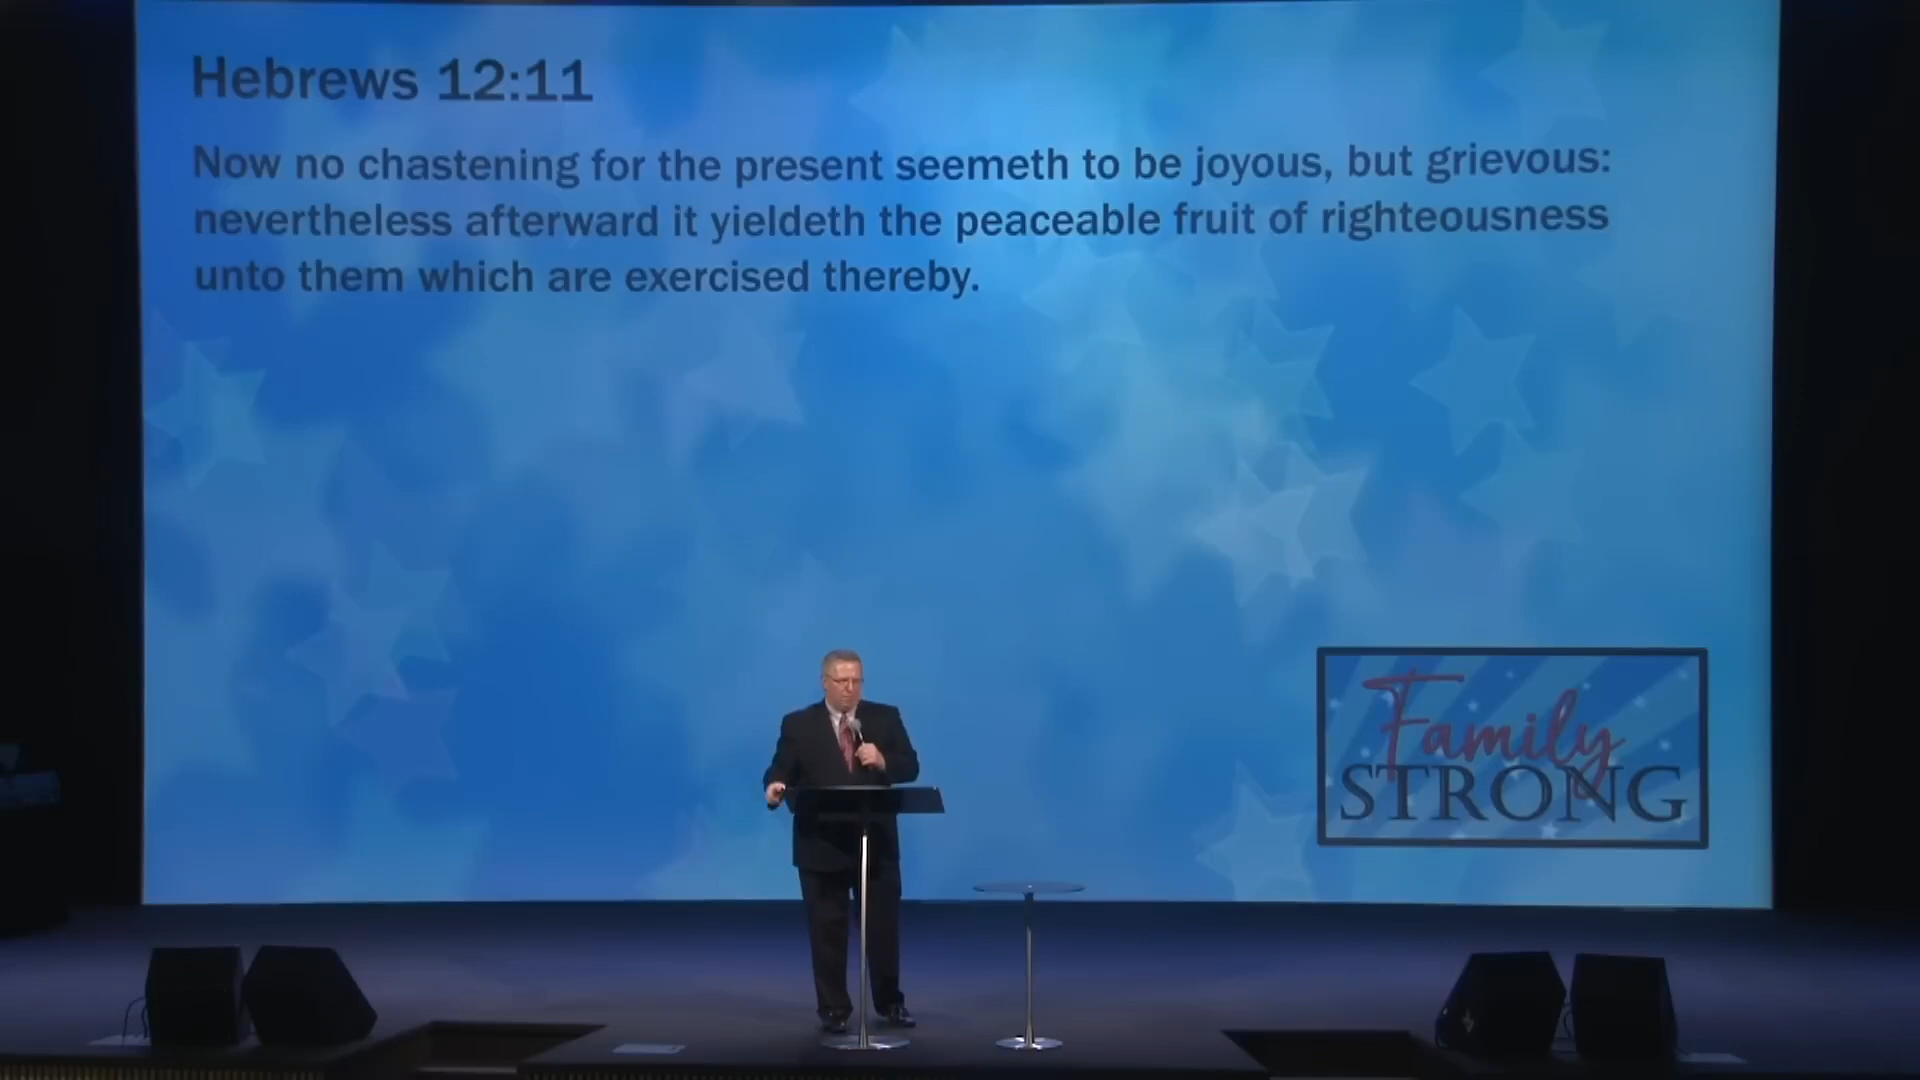 Hebrews 12:11
Now no chastening for the present seemeth to be joyous, but grievous:
nevertheless afterward it yieldeth the peaceable fruit of righteousness
unto them which are exercised thereby.
Family
STRONG